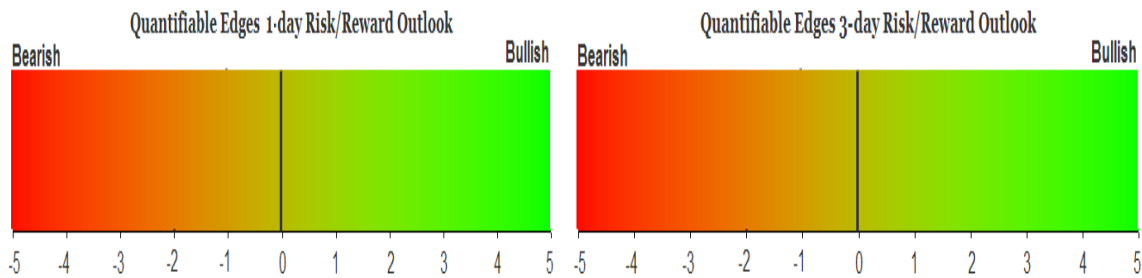 Quantifiable Edges 1-day Risk/Reward Outlook
Bearish Bullish
-5 -4 -3 -2 -1 0 1 2 3 4 5
Quantifiable Edges 3-day Risk/Reward Outlook
Bearish Bullish
-5 -4 -3 -2 -1 0 1 2 3 4 5